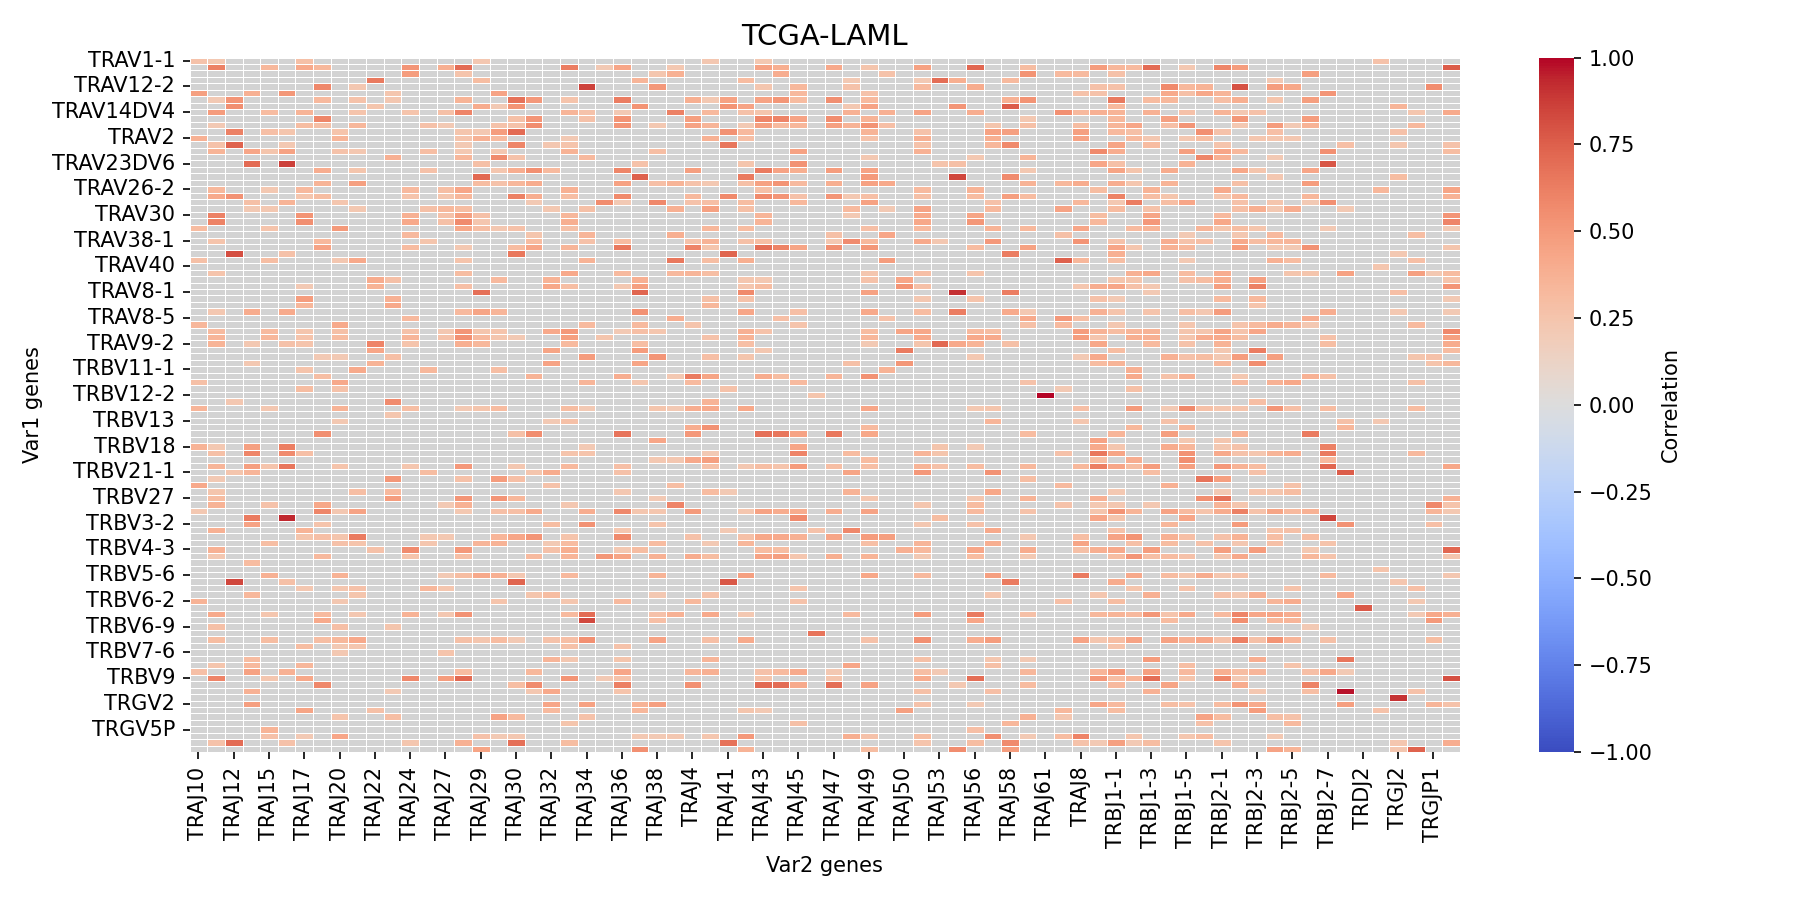 TCGA-LAML
TRAV1-1
TRAV12-2
TRAV14DV4
TRAV2
TRAV23DV6
TRAV26-2
TRAV30
TRAV38-1
TRAV40
TRAV8-1
TRAV8-5
TRAV9-2
TRBV11-1
TRBV12-2
TRBV13
TRBV18
TRBV21-1
TRBV27
TRBV3-2
TRBV4-3
TRBV5-6
TRBV6-2
TRBV6-9
TRBV7-6
TRBV9
TRGV2
TRGV5P
Var1 genes
TRAJ10
TRAJ12
TRAJ15
TRAJ17
TRAJ20
TRAJ22
TRAJ24
TRAJ27
TRAJ29
TRAJ30
TRAJ32
TRAJ34
TRAJ36
TRAJ38
TRAJ4
TRAJ41
TRAJ43
TRAJ45
TRAJ47
TRAJ49
TRAJ50
TRAJ53
TRAJ56
TRAJ58
TRAJ61
TRAJ8
TRBJ1-1
TRBJ1-3
TRBJ1-5
TRBJ2-1
TRBJ2-3
TRBJ2-5
TRBJ2-7
TRDJ2
TRGJ2
TRGJP1
Var2 genes
1.00
0.75
0.50
0.25
0.00
−0.25
−0.50
−0.75
−1.00
Correlation